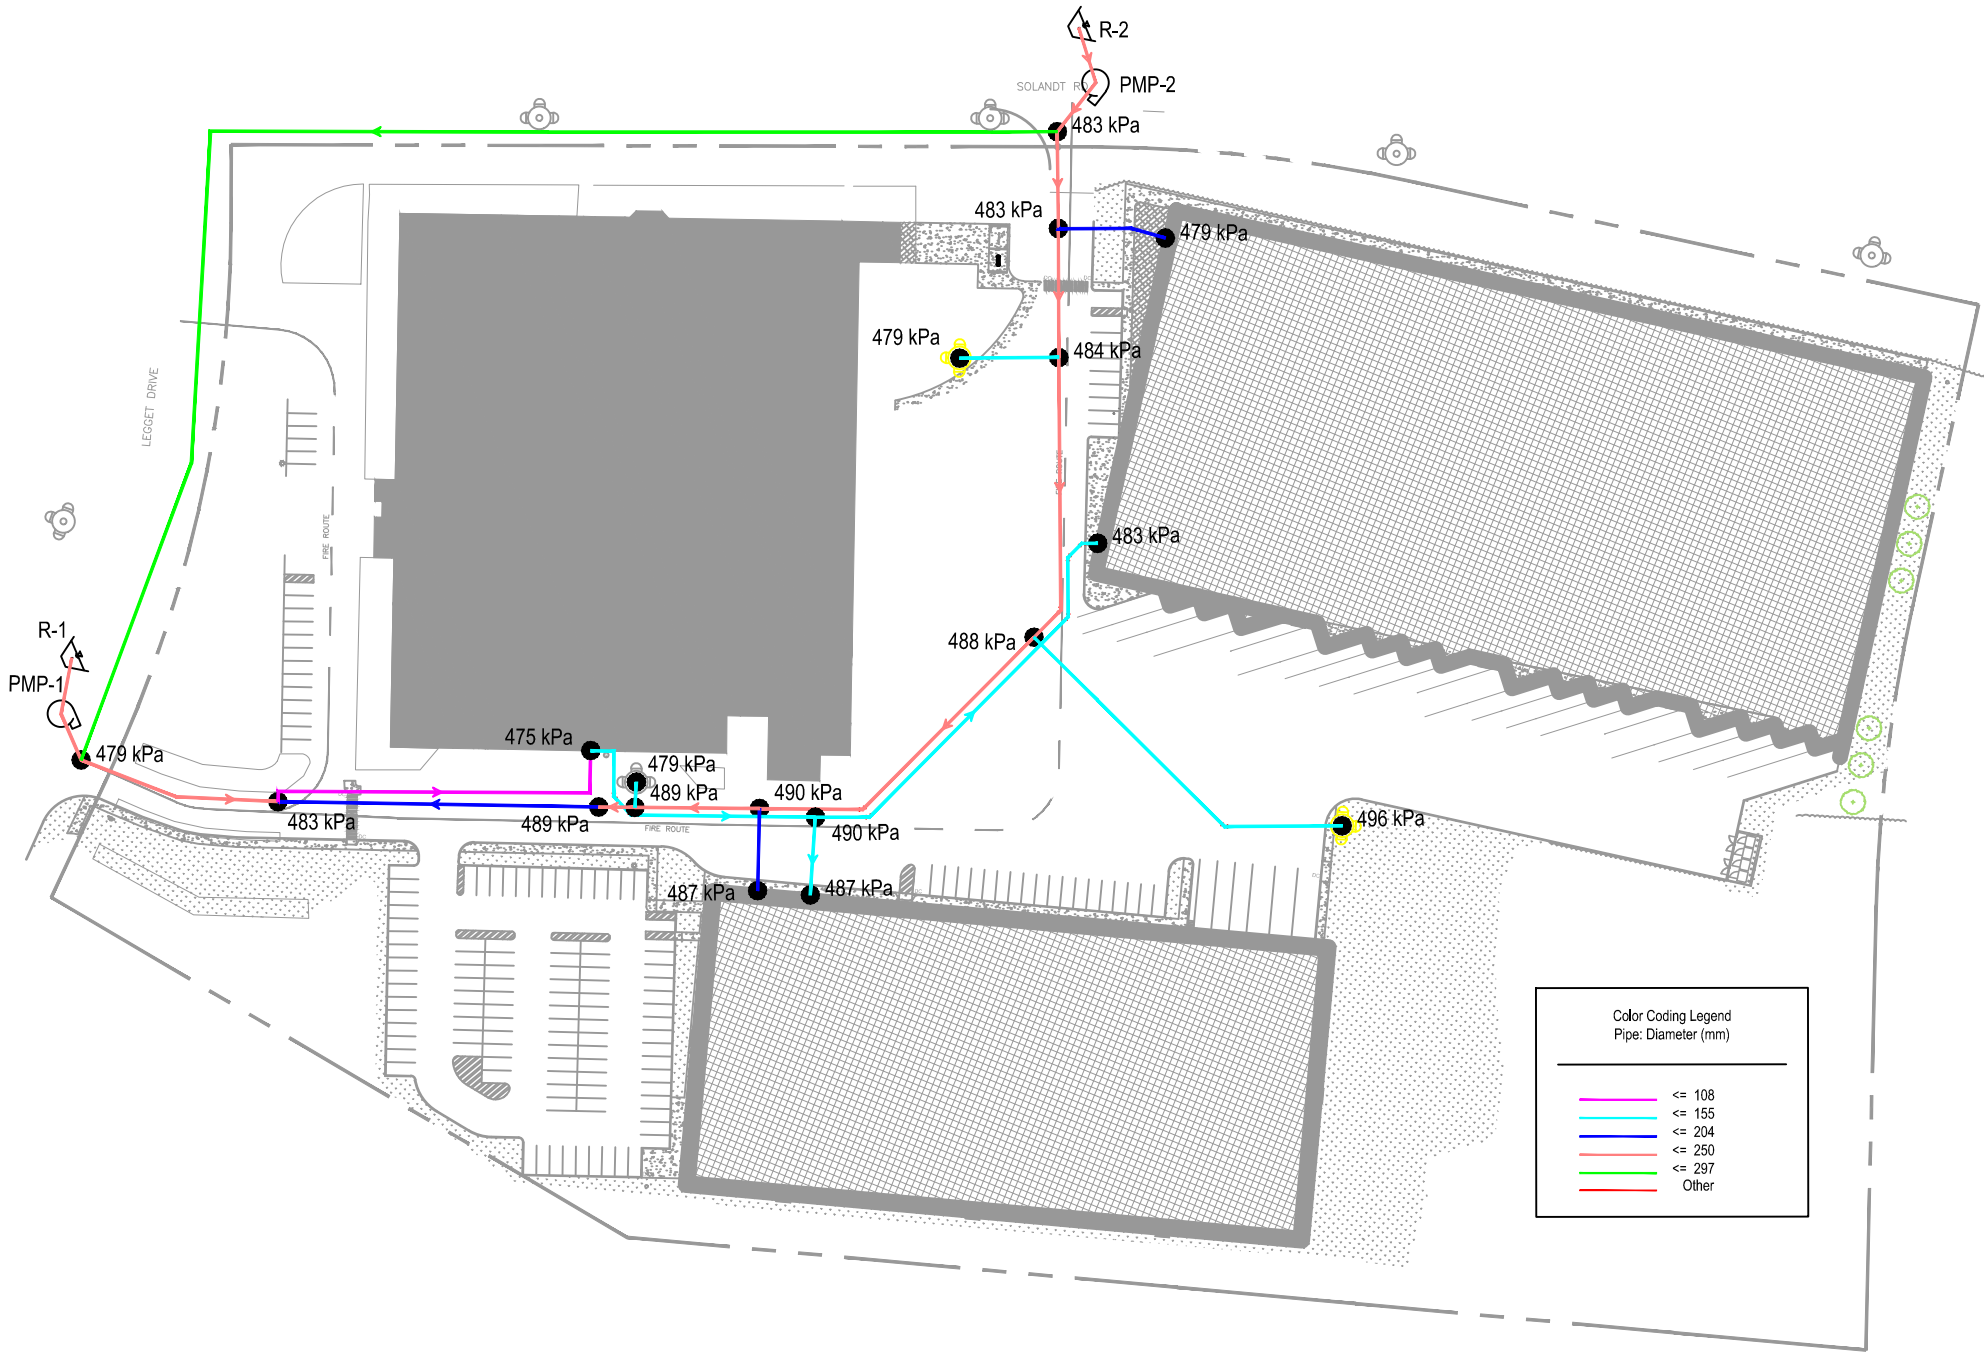 R-2
SOLANDT RD
PMP-2
483 kPa
483 kPa
479 kPa
479 kPa
484 kPa
LEGGET DRIVE
FIRE ROUTE
483 kPa
R-1
488 kPa
PMP-1
475 kPa
479 kPa
479 kPa
489 kPa
490 kPa
483 kPa
489 kPa
FIRE ROUTE
490 kPa
496 kPa
487 kPa
487 kPa
Color Coding Legend
Pipe: Diameter (mm)
<= 108
<= 155
<= 204
<= 250
<= 297
Other